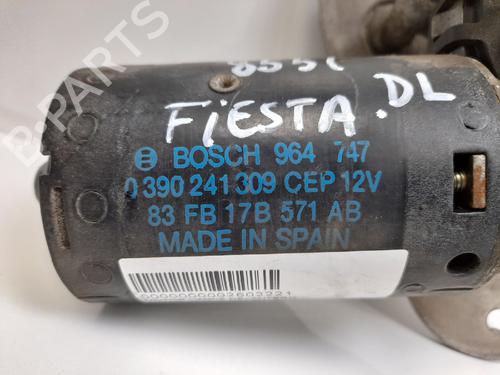 FiESTA.DL
BOSCH 964 747
0 390 241 309 CEP 12V
83 FB 17B 571 AB
MADE IN SPAIN
B-PARTS